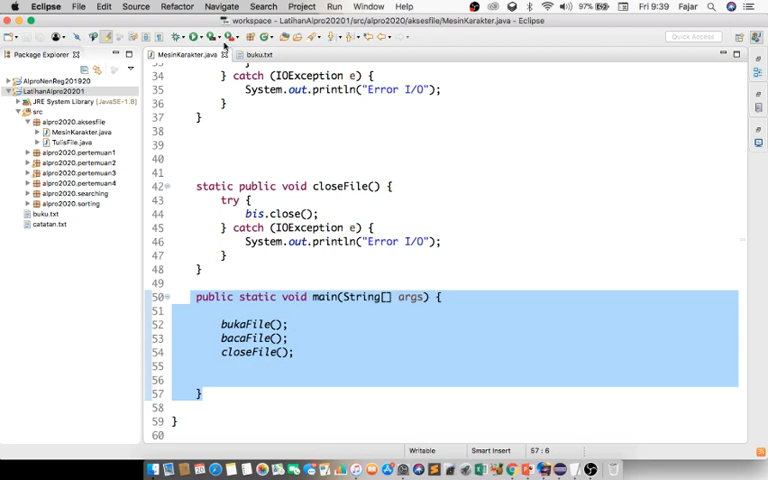 Eclipse File Edit Source Refactor Navigate Search Project Run Window Help 97% Fri 9:39 Fajar
workspace - LatihanAlpro20201/src/alpro2020/aksesfile/MesinKarakter.java - Eclipse
Quick Access
Package Explorer
MesinKarakter.java
buku.txt
AlproNonReg201920
LatihanAlpro20201
JRE System Library [JavaSE-1.8]
src
alpro2020.aksesfile
MesinKarakter.java
TulisFile.java
alpro2020.pertemuan1
alpro2020.pertemuan2
alpro2020.pertemuan3
alpro2020.pertemuan4
alpro2020.searching
alpro2020.sorting
buku.txt
catatan.txt
33 }
34 } catch (IOException e) {
35 System.out.println("Error I/O");
36 }
37 }
38
39
40
41
42 static public void closeFile() {
43 try {
44 bis.close();
45 } catch (IOException e) {
46 System.out.println("Error I/O");
47 }
48 }
49
50 public static void main(String[] args) {
51
52 bukaFile();
53 bacaFile();
54 closeFile();
55
56
57 }
58
59 }
60
Writable Smart Insert 57 : 6